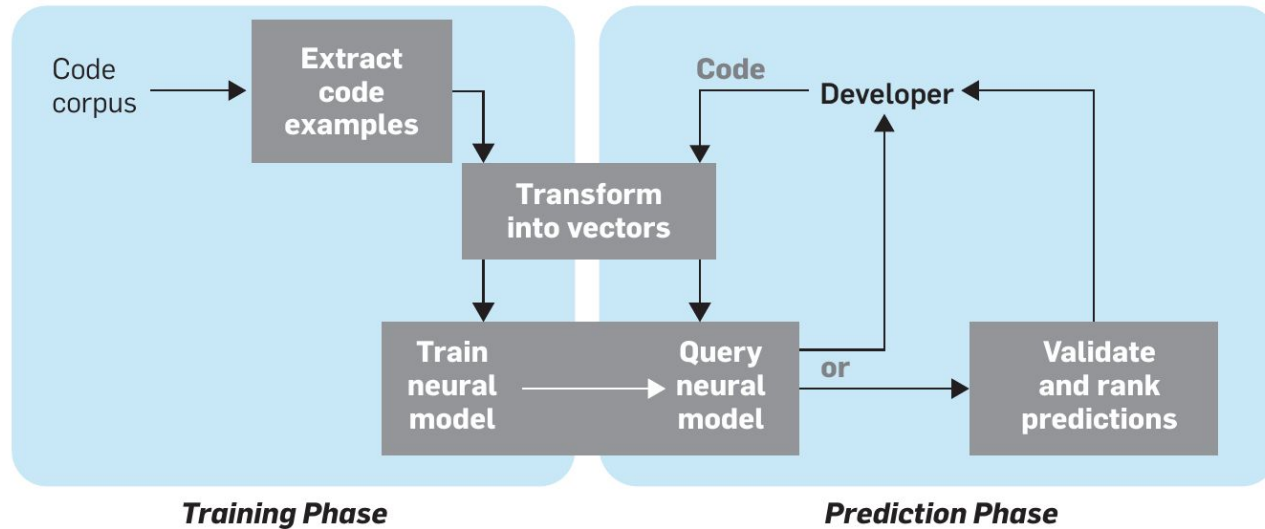 Code
corpus
Extract
code
examples
Code
Developer
Transform
into vectors
Train
neural
model
Query
neural
model
or
Validate
and rank
predictions
Training Phase
Prediction Phase